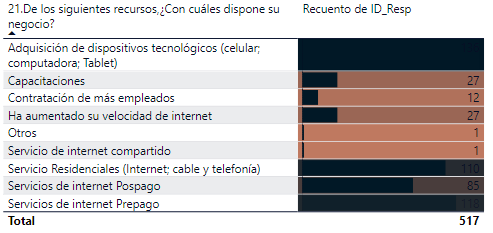 21.De los siguientes recursos,¿Con cuáles dispone su negocio? Recuento de ID_Resp
Adquisición de dispositivos tecnológicos (celular;
computadora; Tablet)
Capacitaciones 27
Contratación de más empleados 12
Ha aumentado su velocidad de internet 27
Otros 1
Servicio de internet compartido 1
Servicio Residenciales (Internet; cable y telefonía) 110
Servicios de internet Pospago 85
Servicios de internet Prepago 118
Total 517